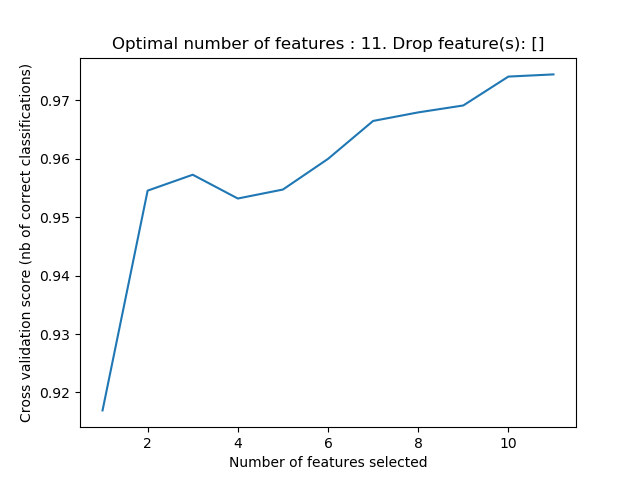 Optimal number of features : 11. Drop feature(s): []
Cross validation score (nb of correct classifications)
0.97
0.96
0.95
0.94
0.93
0.92
2 4 6 8 10
Number of features selected